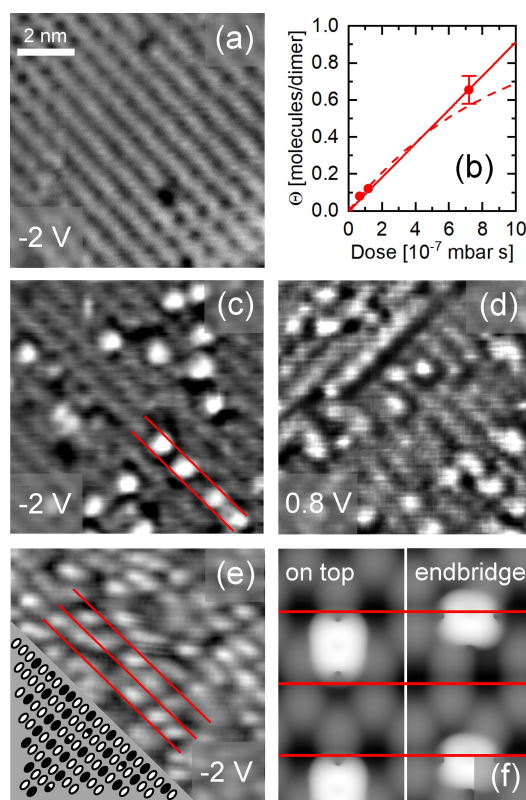 2 nm
(a)
-2 V
Θ [molecules/dimer]
1.0
0.8
0.6
0.4
0.2
0.0
(b)
0 2 4 6 8 10
Dose [10⁻⁷ mbar s]
(c)
-2 V
(d)
0.8 V
(e)
-2 V
on top
endbridge
(f)